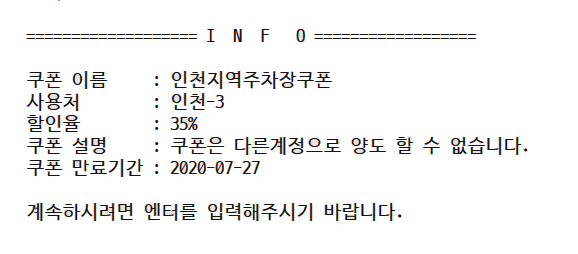 =================== I N F O ==================
쿠폰 이름 : 인천지역주차장쿠폰
사용처 : 인천-3
할인율 : 35%
쿠폰 설명 : 쿠폰은 다른계정으로 양도 할 수 없습니다.
쿠폰 만료기간 : 2020-07-27
계속하시려면 엔터를 입력해주시기 바랍니다.